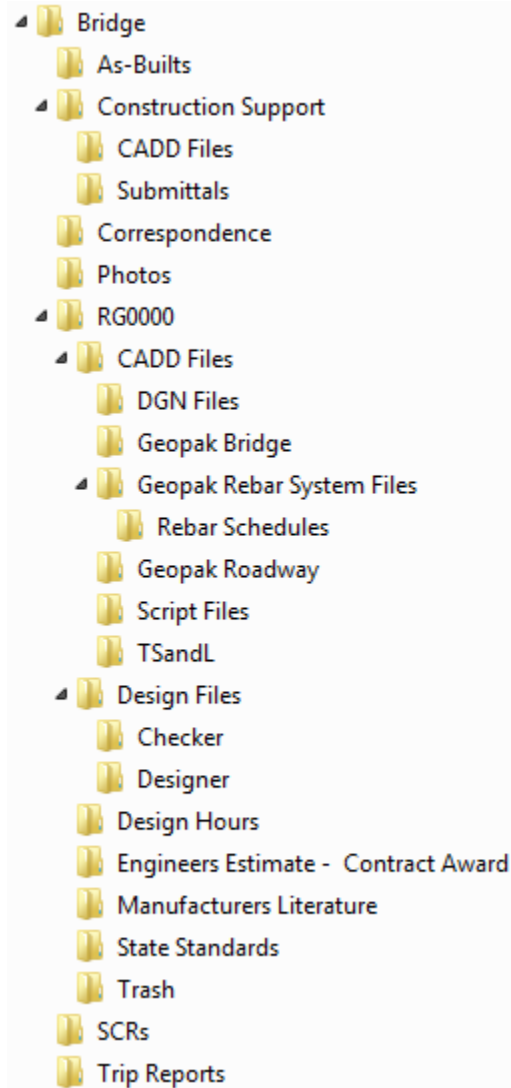 Bridge
As-Builts
Construction Support
CADD Files
Submittals
Correspondence
Photos
RG0000
CADD Files
DGN Files
Geopak Bridge
Geopak Rebar System Files
Rebar Schedules
Geopak Roadway
Script Files
TSandL
Design Files
Checker
Designer
Design Hours
Engineers Estimate -  Contract Award
Manufacturers Literature
State Standards
Trash
SCRs
Trip Reports